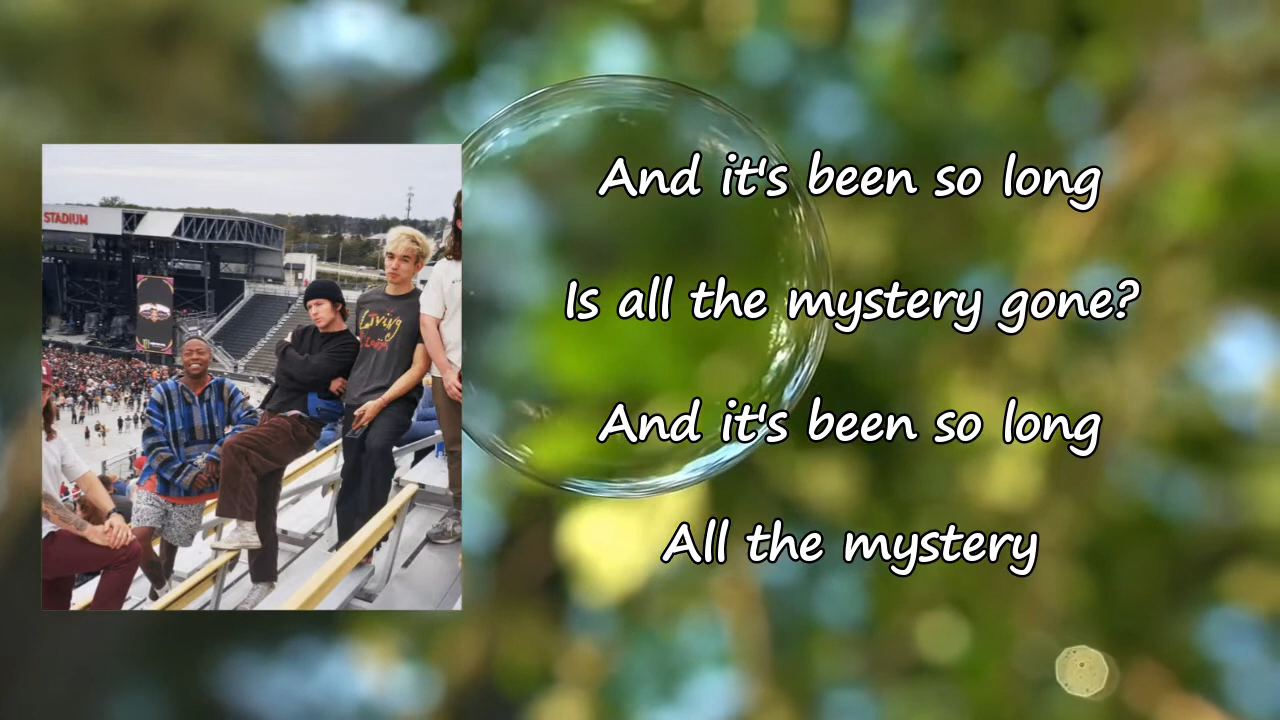 STADIUM
Living
And it's been so long
Is all the mystery gone?
And it's been so long
All the mystery